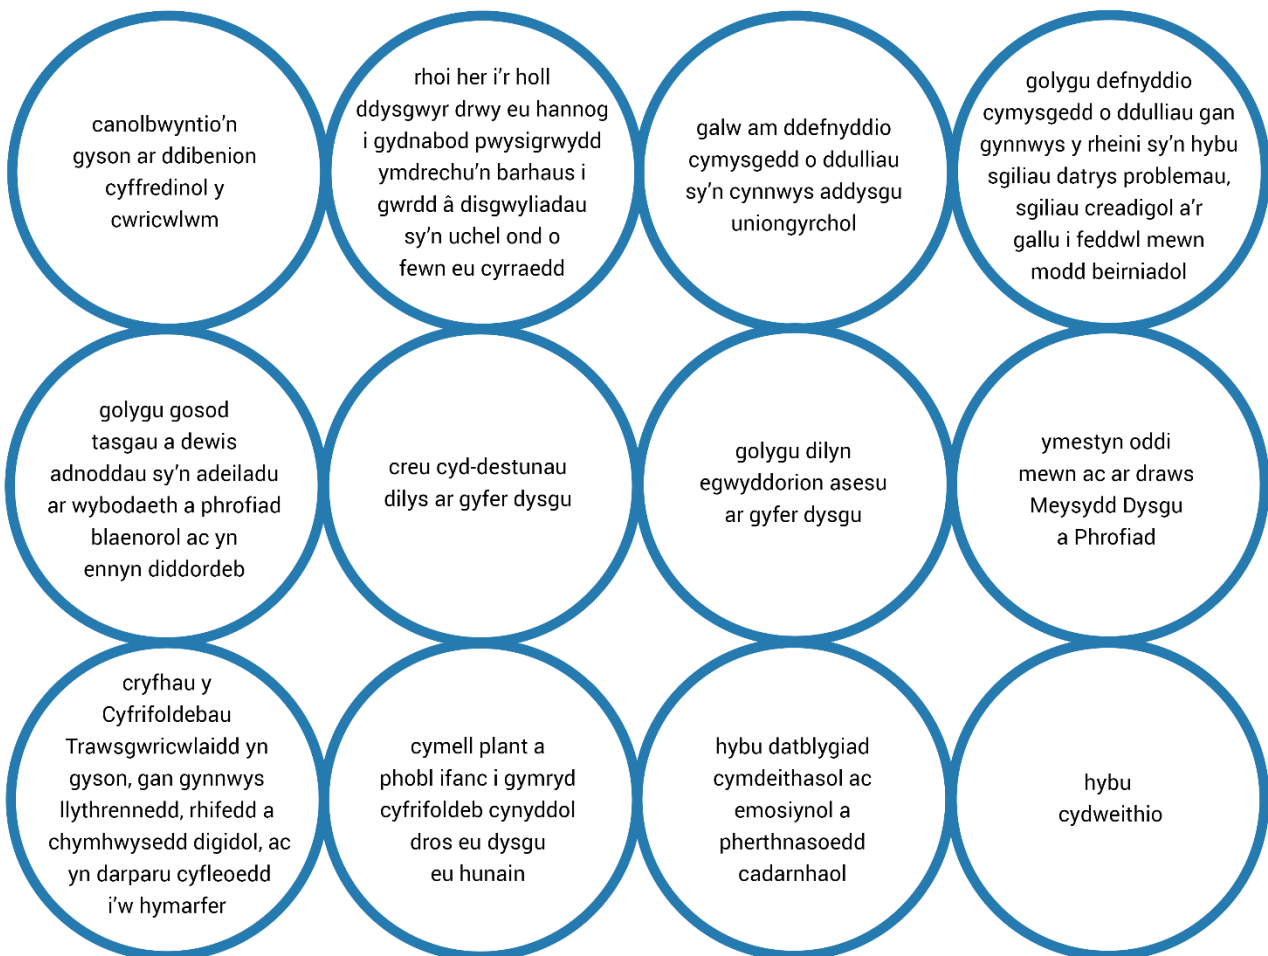 canolbwyntio'n
gyson ar ddibenion
cyffredinol y
cwricwlwm
rhoi her i'r holl
ddysgwyr drwy eu hannog
i gydnabod pwysigrwydd
ymdrechu'n barhaus i
gwrdd â disgwyliadau
sy'n uchel ond o
fewn eu cyrraedd
galw am ddefnyddio
cymysgedd o ddulliau
sy'n cynnwys addysgu
uniongyrchol
golygu defnyddio
cymysgedd o ddulliau gan
gynnwys y rheini sy'n hybu
sgiliau datrys problemau,
sgiliau creadigol a'r
gallu i feddwl mewn
modd beirniadol
golygu gosod
tasgau a dewis
adnoddau sy'n adeiladu
ar wybodaeth a phrofiad
blaenorol ac yn
ennyn diddordeb
creu cyd-destunau
dilys ar gyfer dysgu
golygu dilyn
egwyddorion asesu
ar gyfer dysgu
ymestyn oddi
mewn ac ar draws
Meysydd Dysgu
a Phrofiad
cryfhau y
Cyfrifoldebau
Trawsgwricwlaidd yn
gyson, gan gynnwys
llythrennedd, rhifedd a
chymhwysedd digidol, ac
yn darparu cyfleoedd
i'w hymarfer
cymell plant a
phobl ifanc i gymryd
cyfrifoldeb cynyddol
dros eu dysgu
eu hunain
hybu datblygiad
cymdeithasol ac
emosiynol a
pherthnasoedd
cadarnhaol
hybu
cydweithio